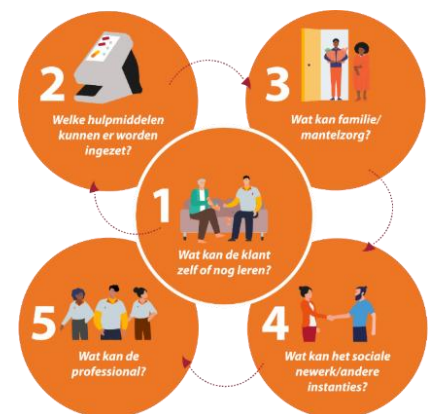 1
Wat kan de klant
zelf of nog leren?
2
Welke hulpmiddelen
kunnen er worden
ingezet?
3
Wat kan familie/
mantelzorg?
4
Wat kan het sociale
newerk/andere
instanties?
5
Wat kan de
professional?